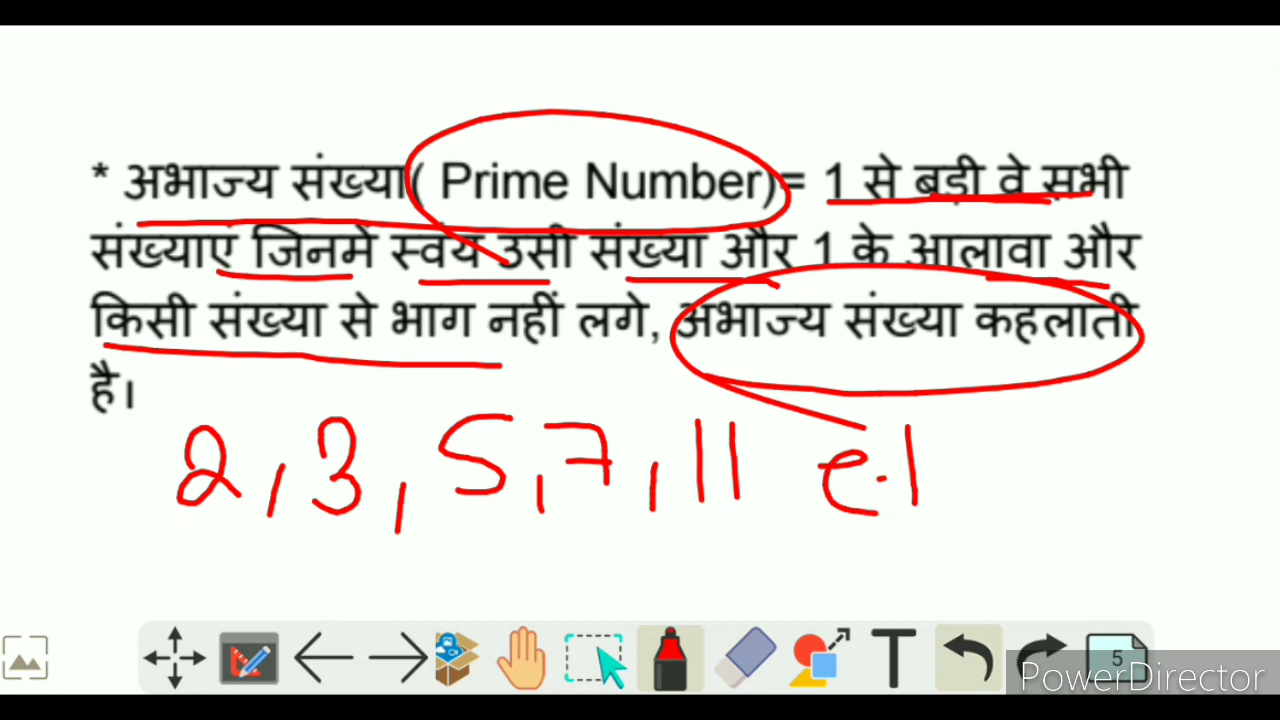 * अभाज्य संख्या( Prime Number)= 1 से बड़ी वे सभी
संख्याएं जिनमे स्वंय उसी संख्या और 1 के आलावा और
किसी संख्या से भाग नहीं लगे, अभाज्य संख्या कहलाती
है।
2, 3, 5, 7, 11
T
5
PowerDirector